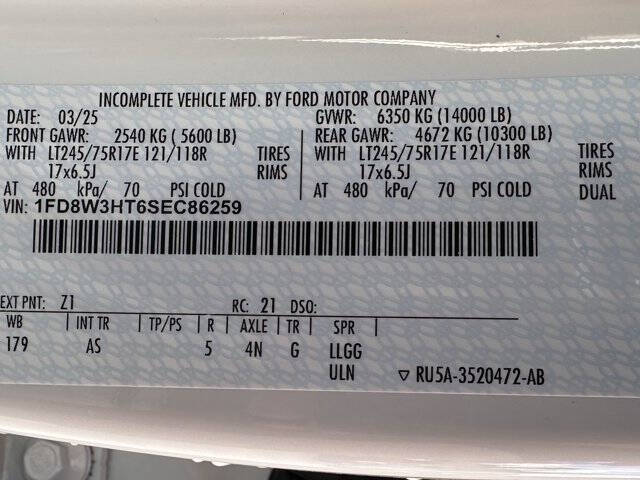 INCOMPLETE VEHICLE MFD. BY FORD MOTOR COMPANY
DATE: 03/25 GVWR: 6350 KG (14000 LB)
FRONT GAWR: 2540 KG ( 5600 LB) REAR GAWR: 4672 KG (10300 LB)
WITH LT245/75R17E 121/118R TIRES WITH LT245/75R17E 121/118R TIRES
17x6.5J RIMS 17x6.5J RIMS
AT 480 kPa/ 70 PSI COLD AT 480 kPa/ 70 PSI COLD DUAL
VIN: 1FD8W3HT6SEC86259
EXT PNT: Z1 RC: 21 DSO:
WB INT TR TP/PS R AXLE TR SPR
179 AS 5 4N G LLGG
ULN ▽ RU5A-3520472-AB